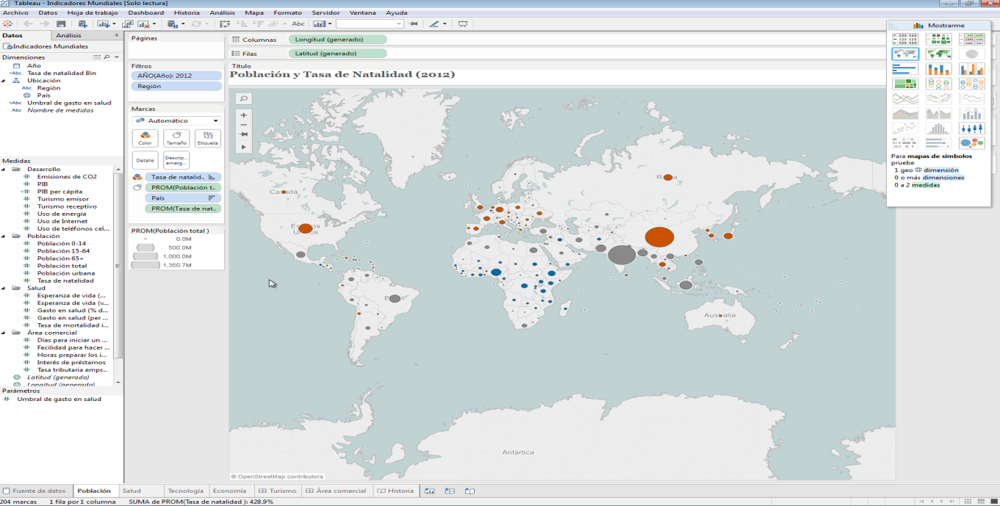 Tableau - Indicadores Mundiales [Solo lectura]
Archivo Datos Hoja de trabajo Dashboard Historia Análisis Mapa Formato Servidor Ventana Ayuda
Abc
Datos Análisis
Indicadores Mundiales
Dimensiones
Año
Abc Tasa de natalidad Bin
Ubicación
Abc Región
País
Abc Umbral de gasto en salud
Abc Nombre de medidas
Medidas
Desarrollo
Emisiones de CO2
PIB
PIB per cápita
Turismo emisor
Turismo receptivo
Uso de energía
Uso de Internet
Uso de teléfonos cel...
Población
Población 0-14
Población 15-64
Población 65+
Población total
Población urbana
Tasa de natalidad
Salud
Esperanza de vida (...
Esperanza de vida (v...
Gasto en salud (% d...
Gasto en salud (per ...
Tasa de mortalidad i...
Área comercial
Días para iniciar un ...
Facilidad para hacer ...
Horas preparar los i...
Interés de préstamos
Tasa tributaria empr...
Latitud (generado)
Longitud (generado)
Parámetros
Umbral de gasto en salud
Páginas
Filtros
AÑO(Año): 2012
Región
Marcas
Automático
Color Tamaño Abc 123 Etiqueta
Detalle Descrip... emerg...
Tasa de natalid..
PROM(Población t..
País
PROM(Tasa de nat..
PROM(Población total )
0.0M
500.0M
1,000.0M
1,350.7M
Columns Longitud (generado)
Filas Latitud (generado)
Título
Población y Tasa de Natalidad (2012)
Canadá
Brasil
Australia
Antártica
© OpenStreetMap contributors
Mostrarme
Para mapas de símbolos
pruebe
1 geo dimensión
0 o más dimensiones
0 a 2 medidas
Fuente de datos Población Salud Tecnología Economía Turismo Área comercial Historia
204 marcas 1 fila por 1 columna SUMA de PROM(Tasa de natalidad ): 428.9%